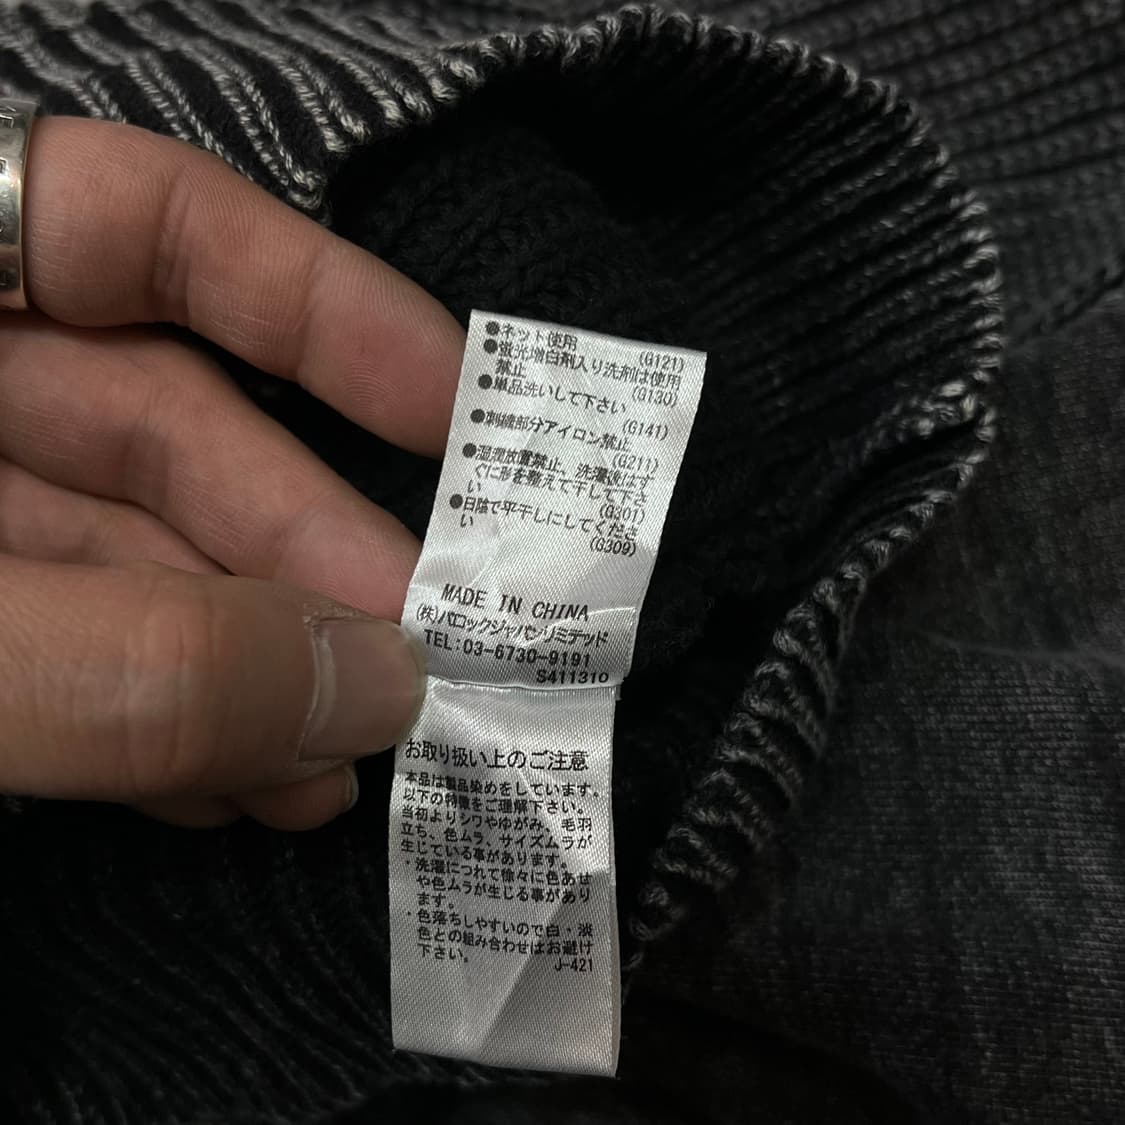 ●ネット使用
(G121)
●蛍光増白剤入り洗剤は使用
禁止
(G130)
●単品洗いして下さい
(G141)
●刺繍部分アイロン禁止
(G211)
●湿潤放置禁止、洗濯後はす
ぐに形を整えて干して下さ
い
(G301)
●日陰で平干しにしてくださ
い
(G309)
MADE IN CHINA
(株)バロックジャパンリミテッド
TEL:03-6730-9191
S411310
お取り扱い上のご注意
本品は製品染めをしています。
以下の特徴をご理解下さい。
当初よりシワやゆがみ、毛羽
立ち、色ムラ、サイズムラが
生じている事があります。
・洗濯につれて徐々に色あせ
や色ムラが生じる事があり
ます。
・色落ちしやすいので白・淡
色との組み合わせはお避け
下さい。
J-421